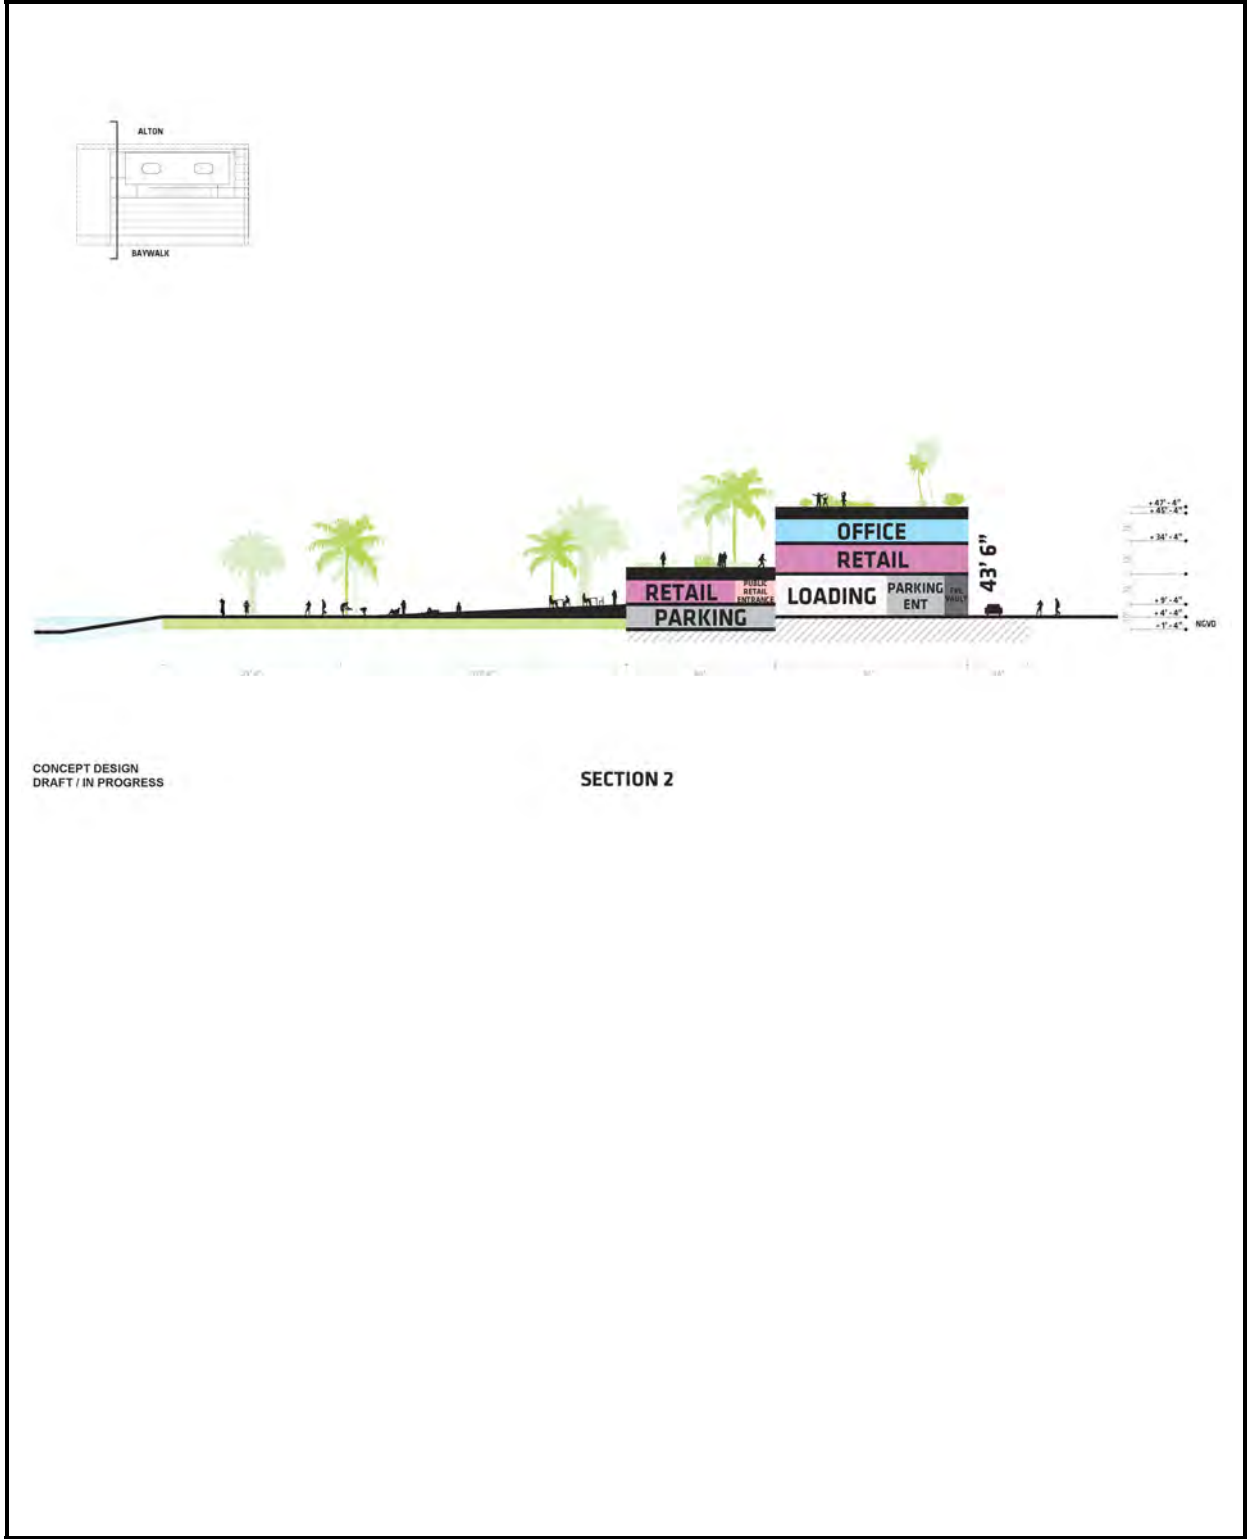 ALTON
BAYWALK
+ 47' - 4"
+ 45' - 4"
OFFICE
+ 34' - 4"
RETAIL
43' 6"
RETAIL
PUBLIC
RETAIL
ENTRANCE
LOADING
PARKING
ENT
VAULT
+ 9' - 4"
PARKING
+ 4' - 4"
+ 1' - 4"
NGVD
CONCEPT DESIGN
DRAFT / IN PROGRESS
SECTION 2